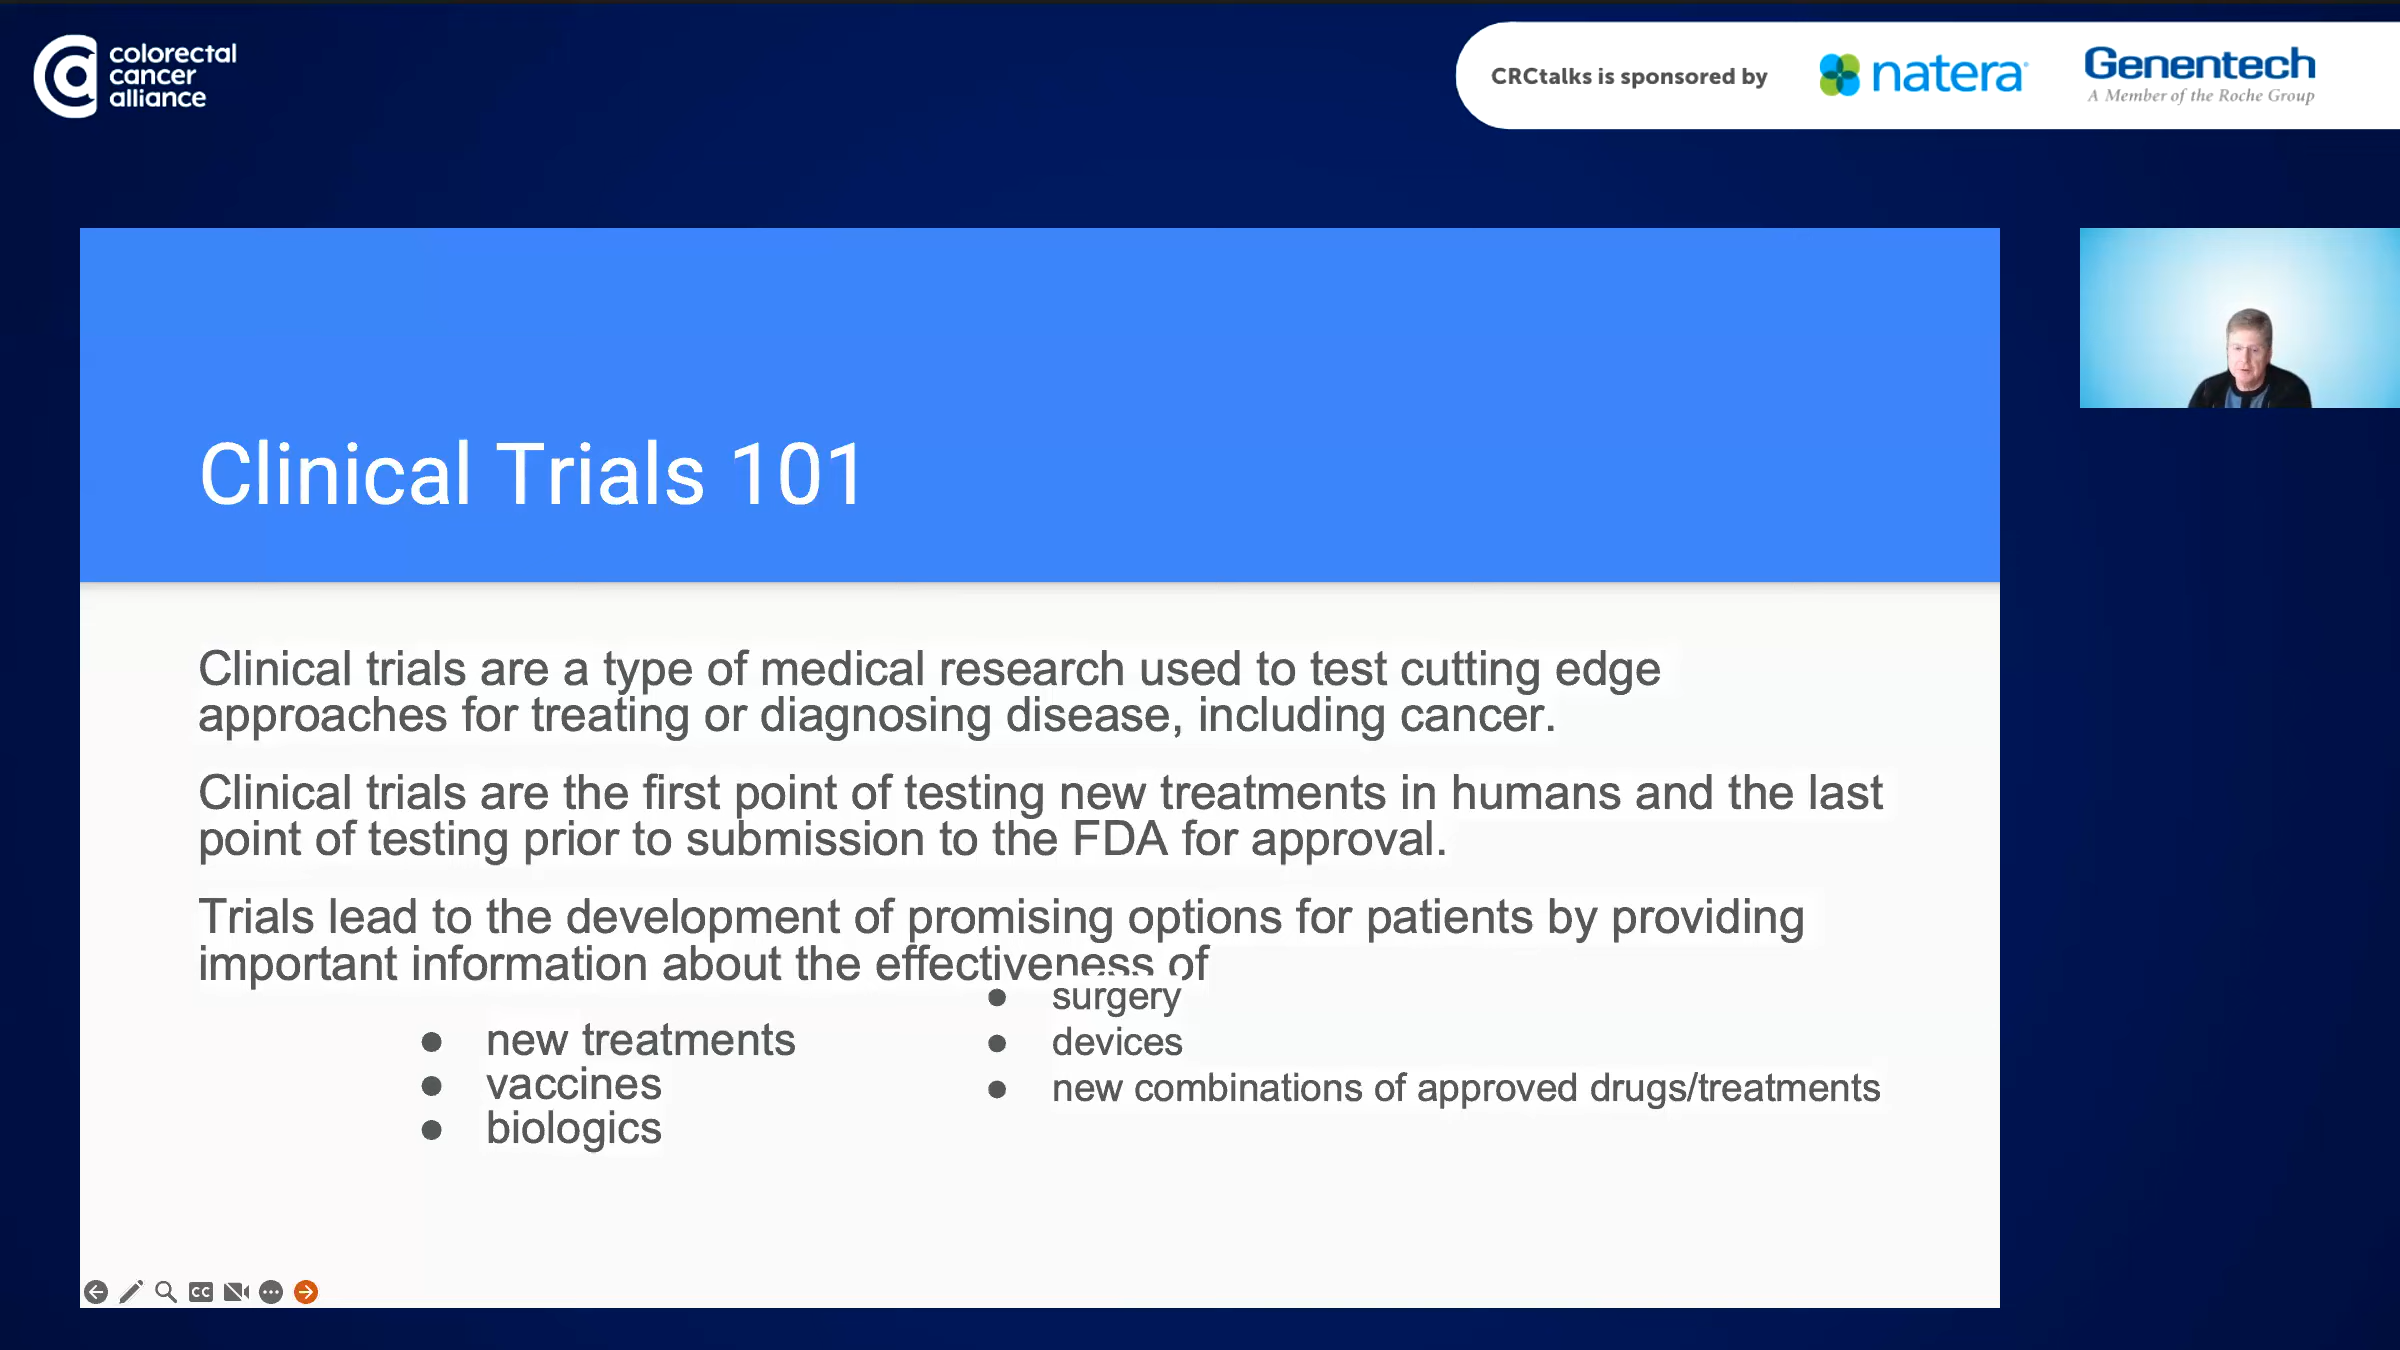 colorectal
cancer
alliance
CRCtalks is sponsored by
natera
Genentech
A Member of the Roche Group
Clinical Trials 101
Clinical trials are a type of medical research used to test cutting edge
approaches for treating or diagnosing disease, including cancer.
Clinical trials are the first point of testing new treatments in humans and the last
point of testing prior to submission to the FDA for approval.
Trials lead to the development of promising options for patients by providing
important information about the effectiveness of
new treatments
vaccines
biologics
surgery
devices
new combinations of approved drugs/treatments
CC